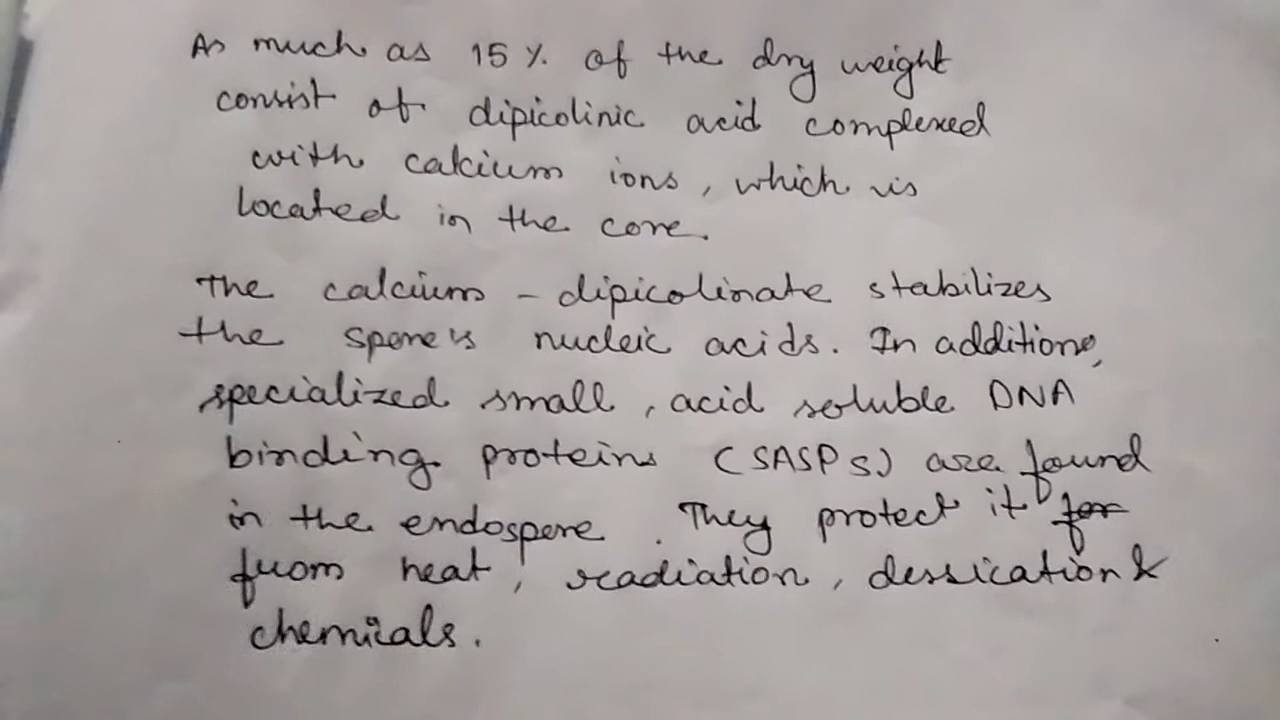 As much as 15 % of the dry weight
consist of dipicolinic acid complexed
with calcium ions, which is
located in the core.
The calcium - dipicolinate stabilizes
the spore's nucleic acids. In addition,
specialized small, acid soluble DNA
binding proteins (SASPs) are found
in the endospore. They protect it for
from heat, radiation, dessication &
chemicals.